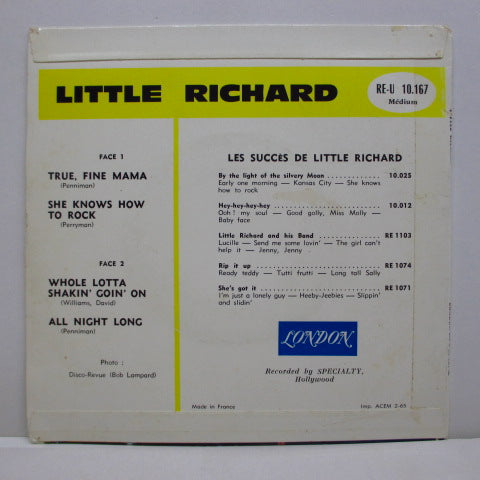 LITTLE RICHARD
RE-U 10.167
Médium
FACE 1
TRUE, FINE MAMA
(Penniman)
SHE KNOWS HOW
TO ROCK
(Perryman)
FACE 2
WHOLE LOTTA
SHAKIN' GOIN' ON
(Williams, David)
ALL NIGHT LONG
(Penniman)
Photo :
Disco-Revue (Bob Lampard)
LES SUCCES DE LITTLE RICHARD
By the light of the silvery Moon ................ 10.025
Early one morning — Kansas City — She knows
how to rock
Hey-hey-hey-hey ................ 10.012
Ooh ! my soul — Good golly, Miss Molly —
Baby face
Little Richard and his Band ................ RE 1103
Lucille — Send me some lovin' — The girl can't
help it — Jenny, Jenny
Rip it up ................ RE 1074
Ready teddy — Tutti frutti — Long tall Sally
She's got it ................ RE 1071
I'm just a lonely guy — Heeby-Jeebies — Slippin'
and slidin'
LONDON
Recorded by SPECIALTY,
Hollywood
Made in France
Imp. ACEM 2-65